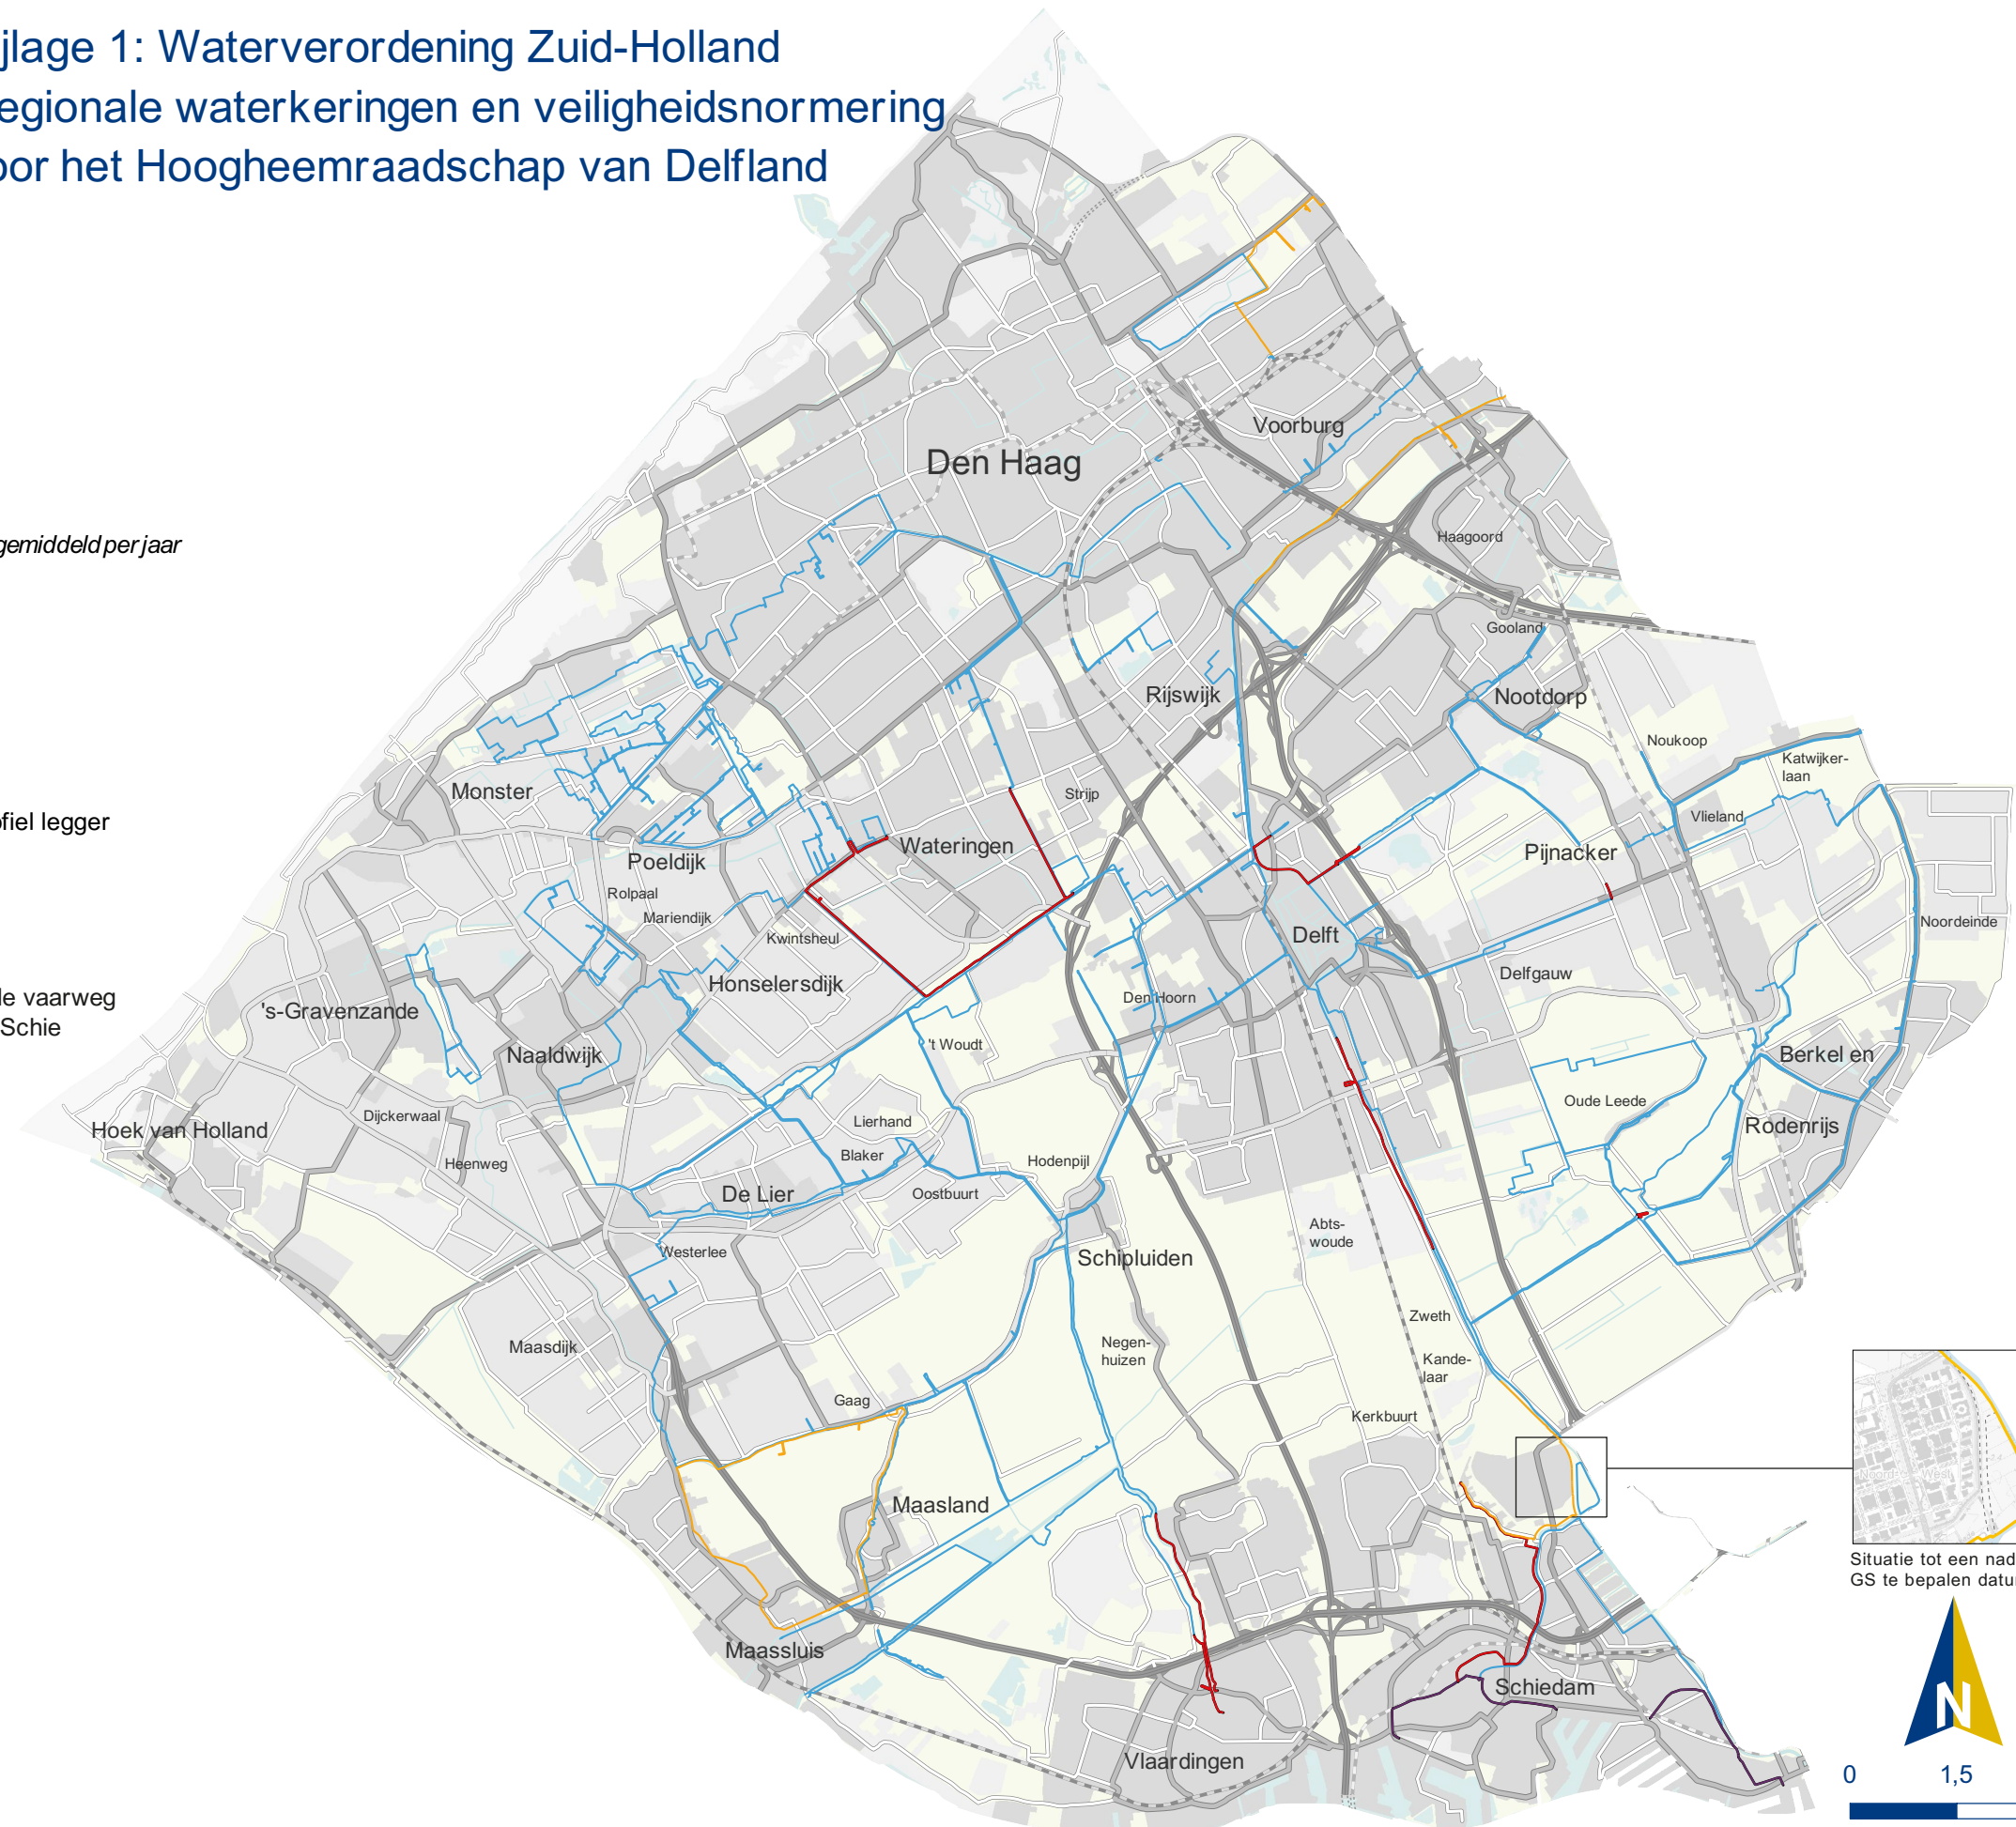 jlage 1: Waterverordening Zuid-Holland
egionale waterkeringen en veiligheidsnormering
oor het Hoogheemraadschap van Delfland
gemiddeld per jaar
fiel legger
le vaarweg
Schie
Den Haag
Voorburg
Haagoord
Gooland
Nootdorp
Rijswijk
Noukoop
Katwijker-
laan
Vlieland
Monster
Strijp
Poeldijk
Wateringen
Pijnacker
Rolpaal
Mariendijk
Kwintsheul
Delft
Noordeinde
Honselersdijk
Delfgauw
Den Hoorn
's-Gravenzande
Naaldwijk
't Woudt
Berkel en
Rodenrijs
Oude Leede
Dijckerwaal
Hoek van Holland
Lierhand
Blaker
Heenweg
Hodenpijl
De Lier
Oostbuurt
Abts-
woude
Westerlee
Schipluiden
Zweth
Maasdijk
Negen-
huizen
Kande-
laar
Gaag
Kerkbuurt
Maasland
Noord West
Situatie tot een nad
GS te bepalen datu
Maassluis
Schiedam
Vlaardingen
N
0 1,5